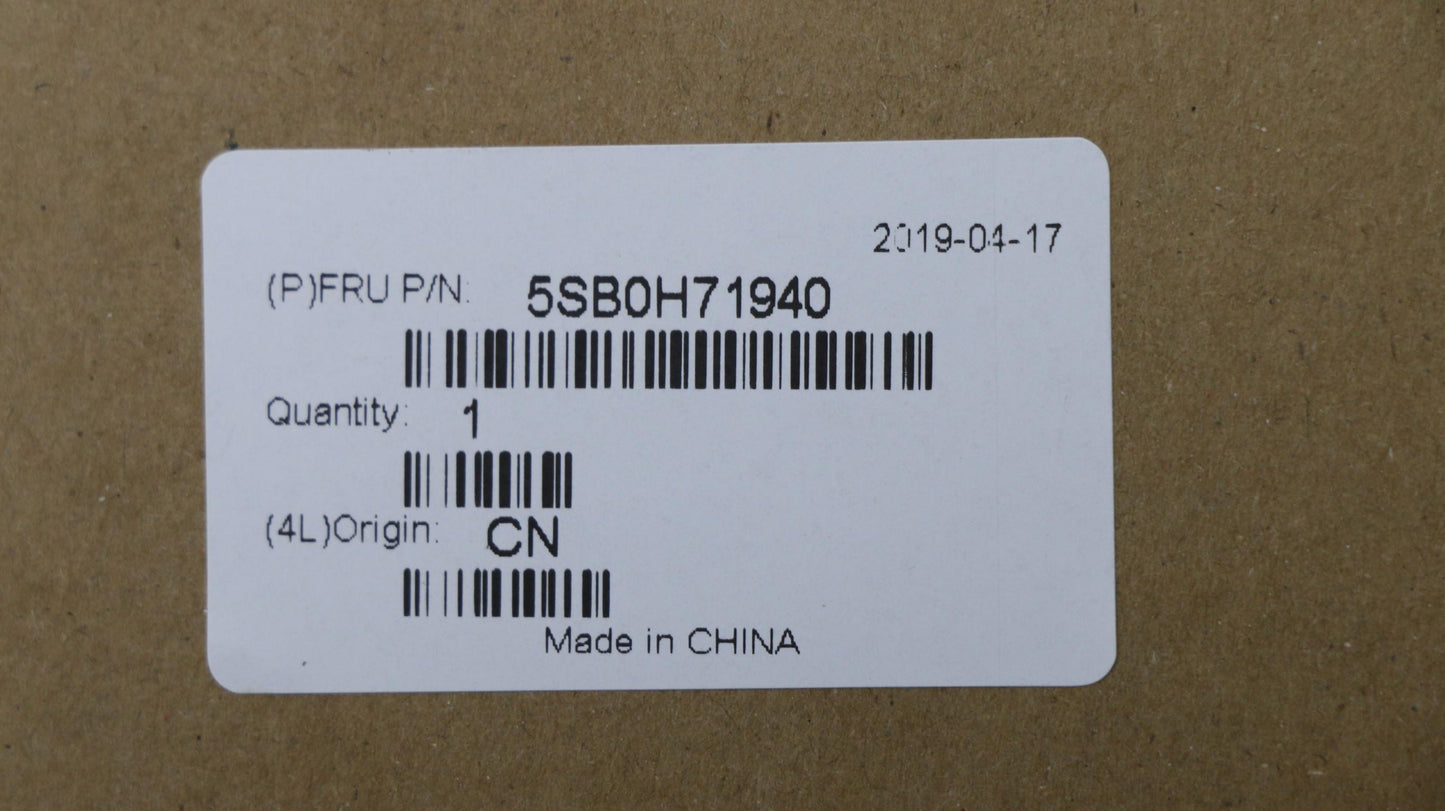 2019-04-17
(P)FRU P/N: 5SB0H71940
Quantity: 1
(4L)Origin: CN
Made in CHINA